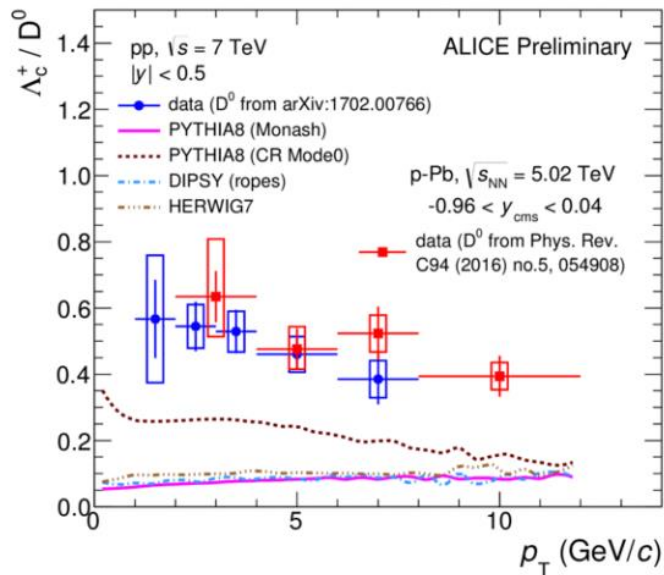 Λc+ / D0
1.4
1.2
1.0
0.8
0.6
0.4
0.2
0.0
pp, √s = 7 TeV
|y| < 0.5
ALICE Preliminary
data (D0 from arXiv:1702.00766)
PYTHIA8 (Monash)
PYTHIA8 (CR Mode0)
DIPSY (ropes)
HERWIG7
p-Pb, √sNN = 5.02 TeV
-0.96 < ycms < 0.04
data (D0 from Phys. Rev.
C94 (2016) no.5, 054908)
0 5 10
pT (GeV/c)